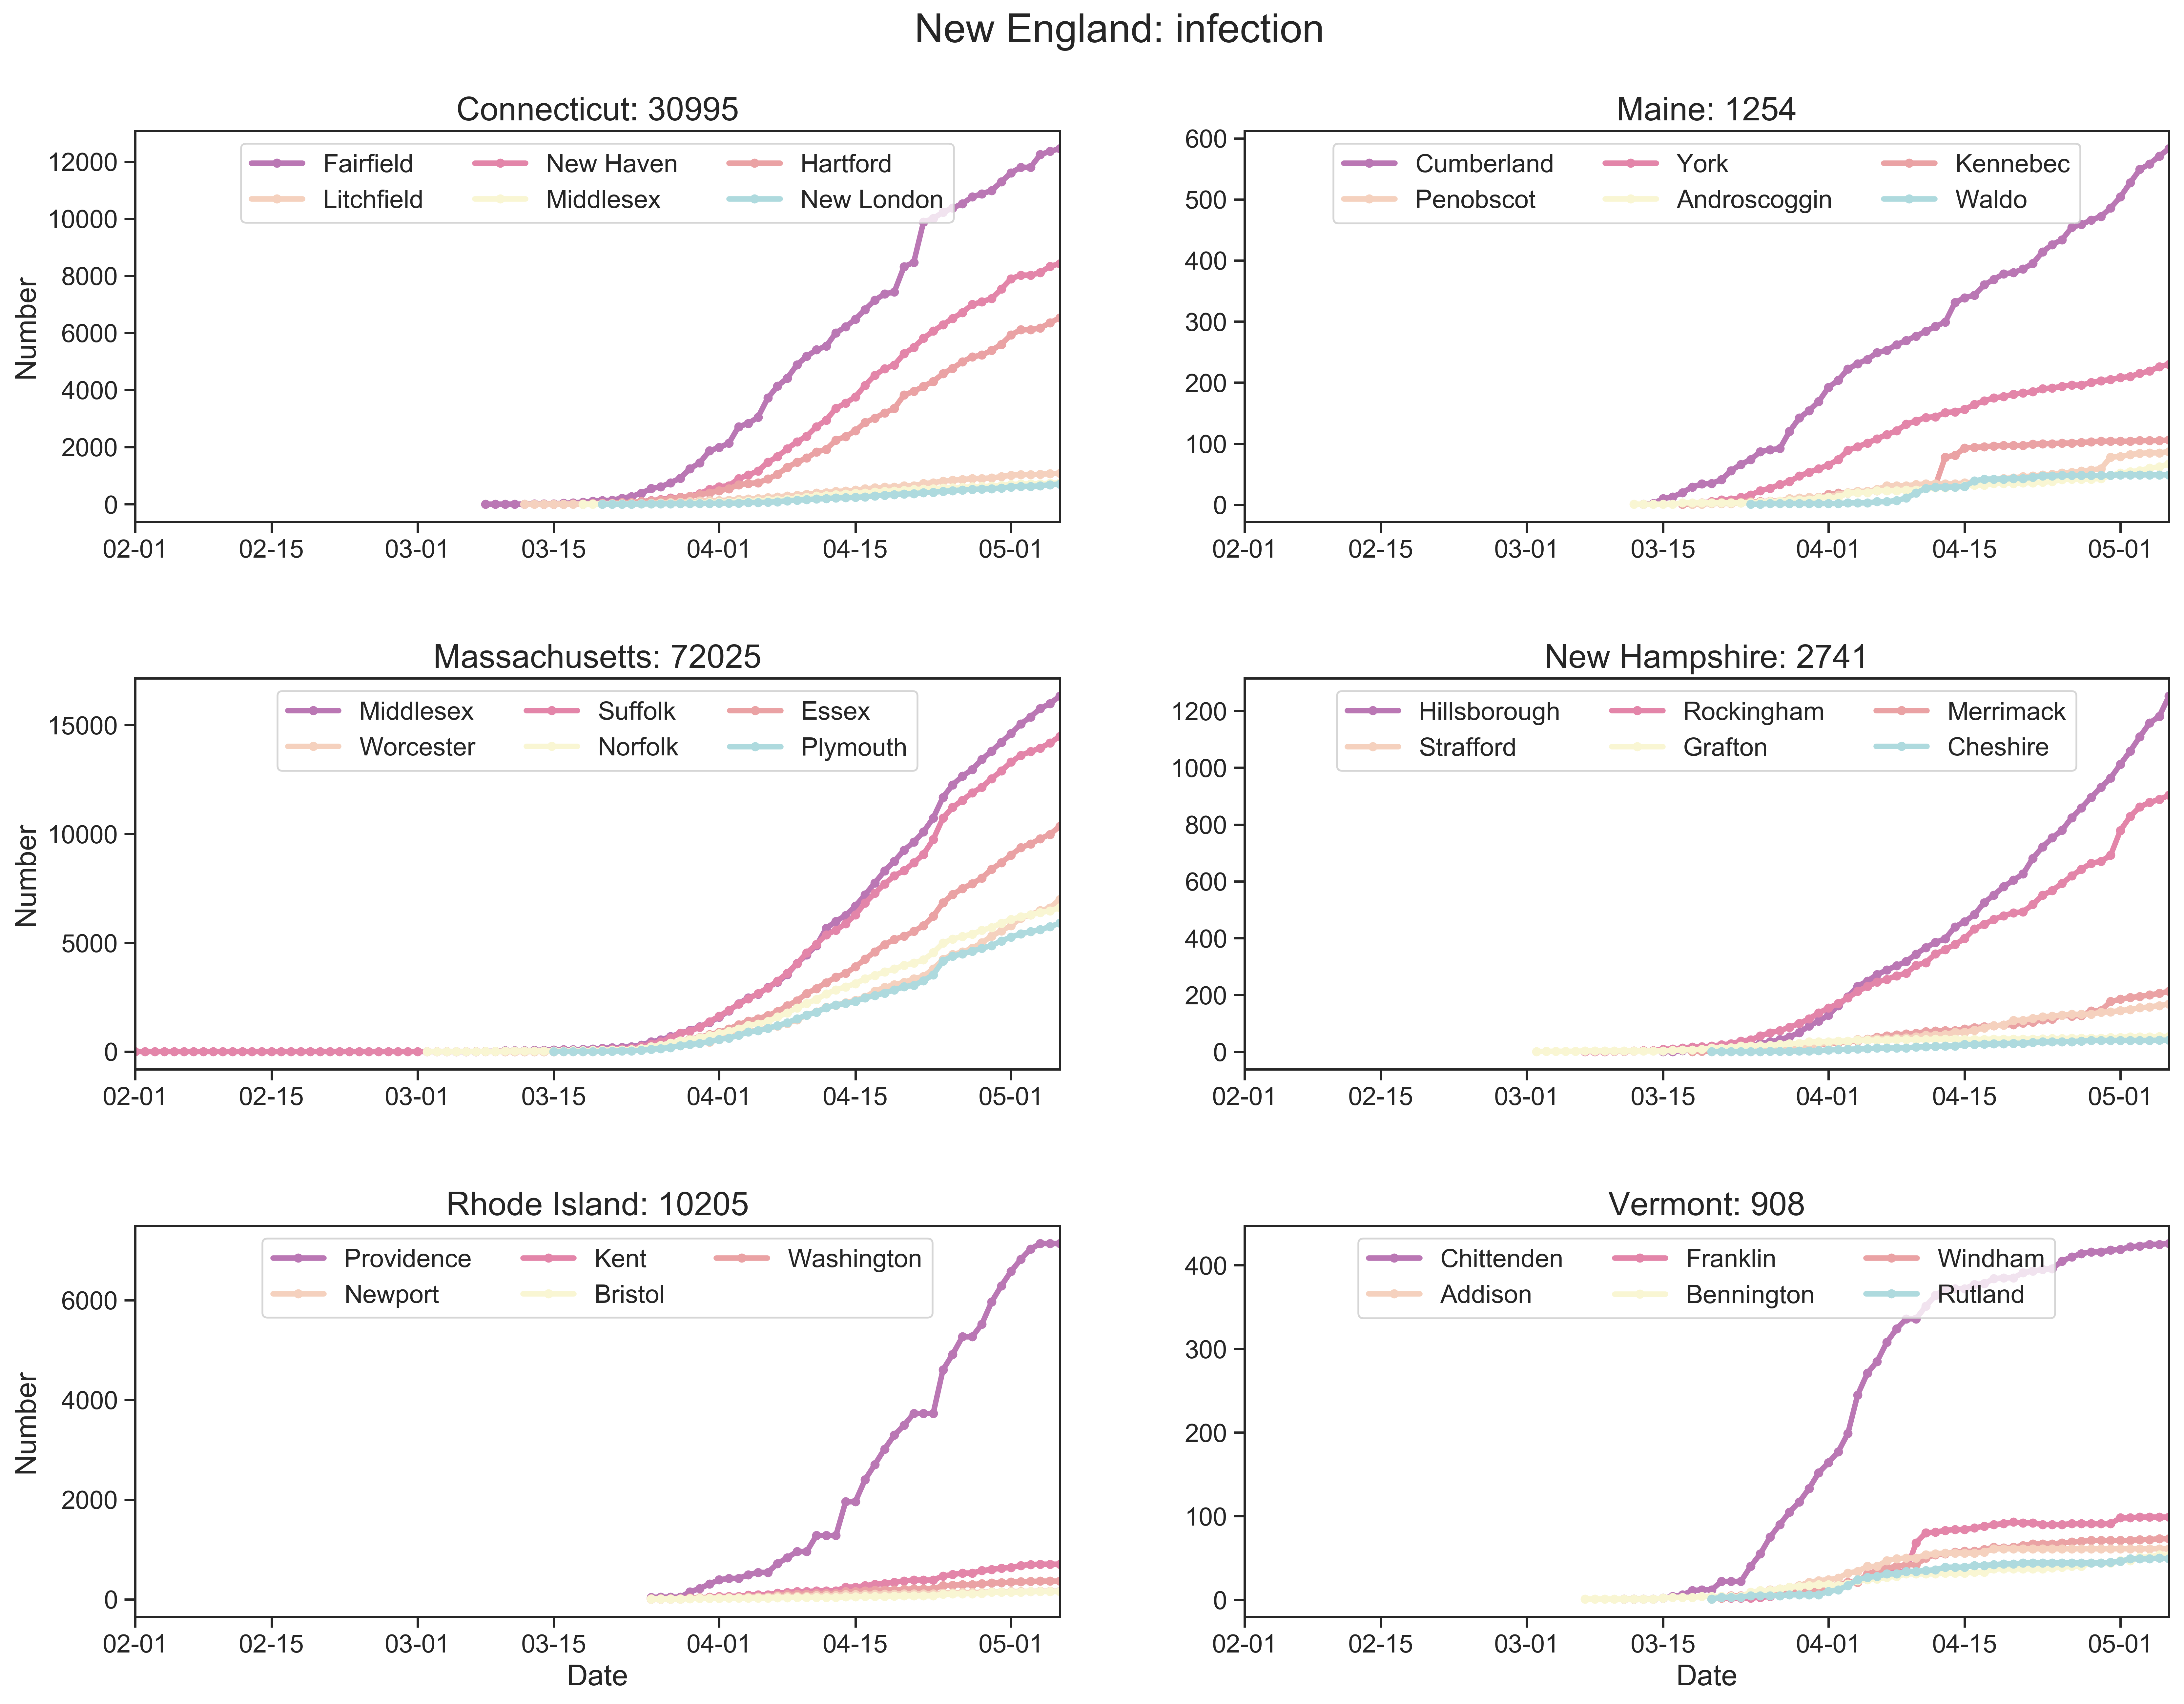 New England: infection
Connecticut: 30995
Number
12000
10000
8000
6000
4000
2000
0
Fairfield New Haven Hartford
Litchfield Middlesex New London
02-01 02-15 03-01 03-15 04-01 04-15 05-01
Maine: 1254
600
500
400
300
200
100
0
Cumberland York Kennebec
Penobscot Androscoggin Waldo
02-01 02-15 03-01 03-15 04-01 04-15 05-01
Massachusetts: 72025
Number
15000
10000
5000
0
Middlesex Suffolk Essex
Worcester Norfolk Plymouth
02-01 02-15 03-01 03-15 04-01 04-15 05-01
New Hampshire: 2741
1200
1000
800
600
400
200
0
Hillsborough Rockingham Merrimack
Strafford Grafton Cheshire
02-01 02-15 03-01 03-15 04-01 04-15 05-01
Rhode Island: 10205
Number
6000
4000
2000
0
Providence Kent Washington
Newport Bristol
02-01 02-15 03-01 03-15 04-01 04-15 05-01
Date
Vermont: 908
400
300
200
100
0
Chittenden Franklin Windham
Addison Bennington Rutland
02-01 02-15 03-01 03-15 04-01 04-15 05-01
Date